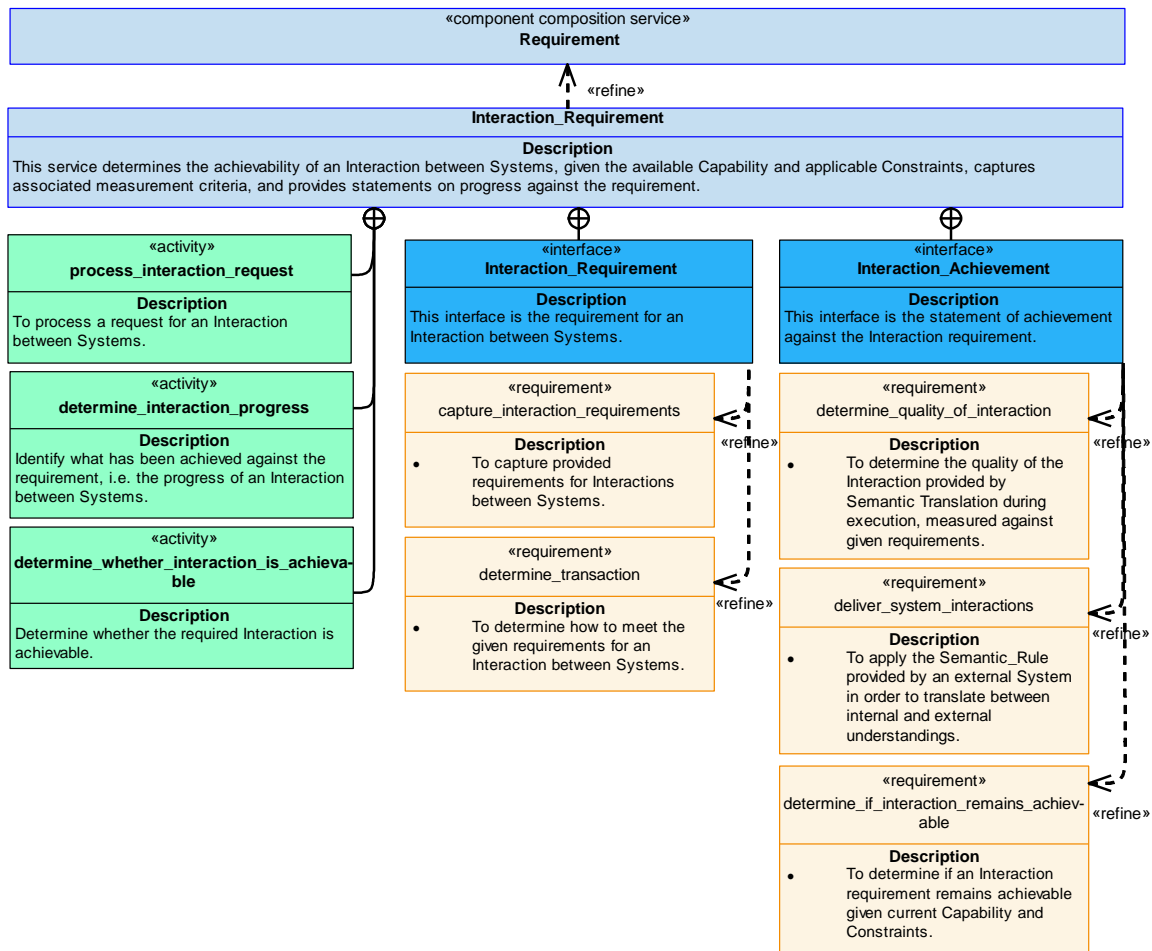 «component composition service»
Requirement
«refine»
Interaction_Requirement
Description
This service determines the achievability of an Interaction between Systems, given the available Capability and applicable Constraints, captures
associated measurement criteria, and provides statements on progress against the requirement.
«activity»
process_interaction_request
Description
To process a request for an Interaction
between Systems.
«activity»
determine_interaction_progress
Description
Identify what has been achieved against the
requirement, i.e. the progress of an Interaction
between Systems.
«activity»
determine_whether_interaction_is_achieva-
ble
Description
Determine whether the required Interaction is
achievable.
«interface»
Interaction_Requirement
Description
This interface is the requirement for an
Interaction between Systems.
«requirement»
capture_interaction_requirements
«refine»
Description
• To capture provided
requirements for Interactions
between Systems.
«requirement»
determine_transaction
«refine»
Description
• To determine how to meet the
given requirements for an
Interaction between Systems.
«interface»
Interaction_Achievement
Description
This interface is the statement of achievement
against the Interaction requirement.
«requirement»
determine_quality_of_interaction
«refine»
Description
• To determine the quality of the
Interaction provided by
Semantic Translation during
execution, measured against
given requirements.
«requirement»
deliver_system_interactions
«refine»
Description
• To apply the Semantic_Rule
provided by an external System
in order to translate between
internal and external
understandings.
«requirement»
determine_if_interaction_remains_achiev-
able
«refine»
Description
• To determine if an Interaction
requirement remains achievable
given current Capability and
Constraints.